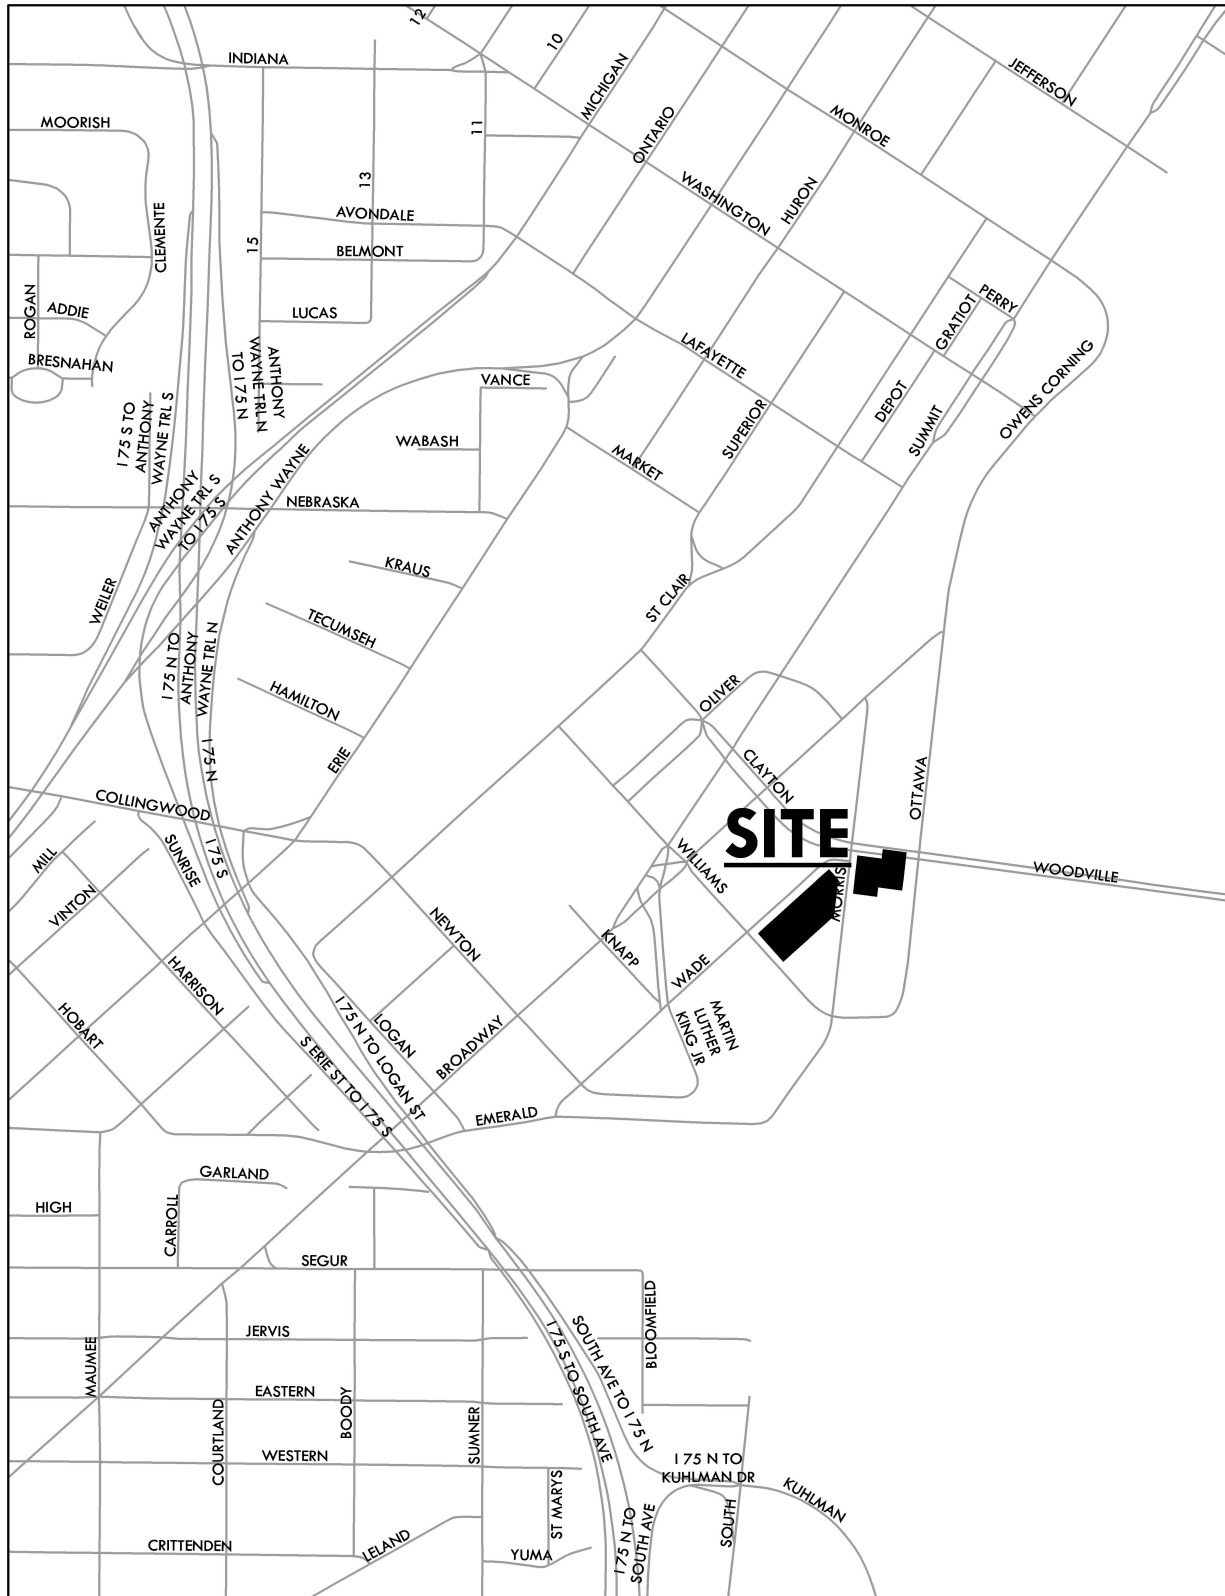 12
10
INDIANA
MICHIGAN
JEFFERSON
MOORISH
11
ONTARIO
MONROE
13
CLEMENTE
AVONDALE
WASHINGTON
HURON
15
BELMONT
ROGAN
ADDIE
LUCAS
PERRY
GRATIOT
BRESNAHAN
ANTHONY
WAYNE TRL N
TO I 75 N
LAFAYETTE
OWENS CORNING
VANCE
DEPOT
I 75 S TO
ANTHONY
WAYNE TRL S
WABASH
SUPERIOR
SUMMIT
MARKET
ANTHONY
WAYNE TRL S
TO I 75 S
ANTHONY WAYNE
NEBRASKA
KRAUS
WEILER
ST CLAIR
TECUMSEH
I 75 N TO
ANTHONY
WAYNE TRL N
HAMILTON
OLIVER
I 75 N
ERIE
CLAYTON
OTTAWA
COLLINGWOOD
SITE
MILL
SUNRISE
I 75 S
WILLIAMS
WOODVILLE
MORRIS
VINTON
NEWTON
KNAPP
WADE
HARRISON
HOBART
I 75 N TO LOGAN ST
LOGAN
BROADWAY
MARTIN
LUTHER
KING JR
S ERIE ST TO I 75 S
EMERALD
GARLAND
HIGH
CARROLL
SEGUR
BLOOMFIELD
JERVIS
MAUMEE
I 75 S TO SOUTH AVE
SOUTH AVE TO I 75 N
EASTERN
BOODY
COURTLAND
SUMNER
WESTERN
I 75 N TO
KUHLMAN DR
KUHLMAN
ST MARYS
SOUTH
I 75 N TO
SOUTH AVE
CRITTENDEN
LELAND
YUMA